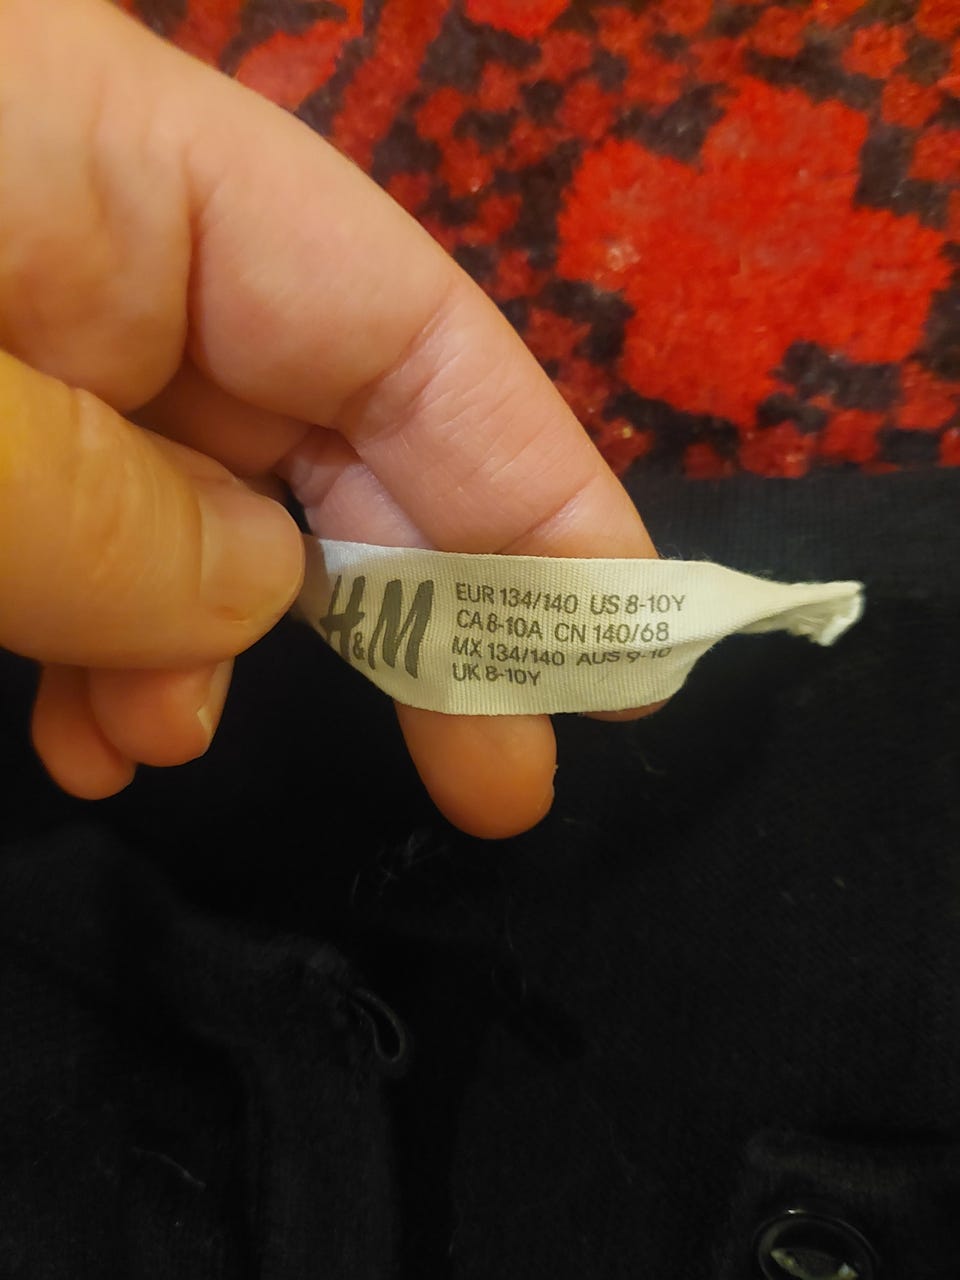 H&M
EUR 134/140 US 8-10Y
CA 8-10A CN 140/68
MX 134/140 AUS 9-10
UK 8-10Y